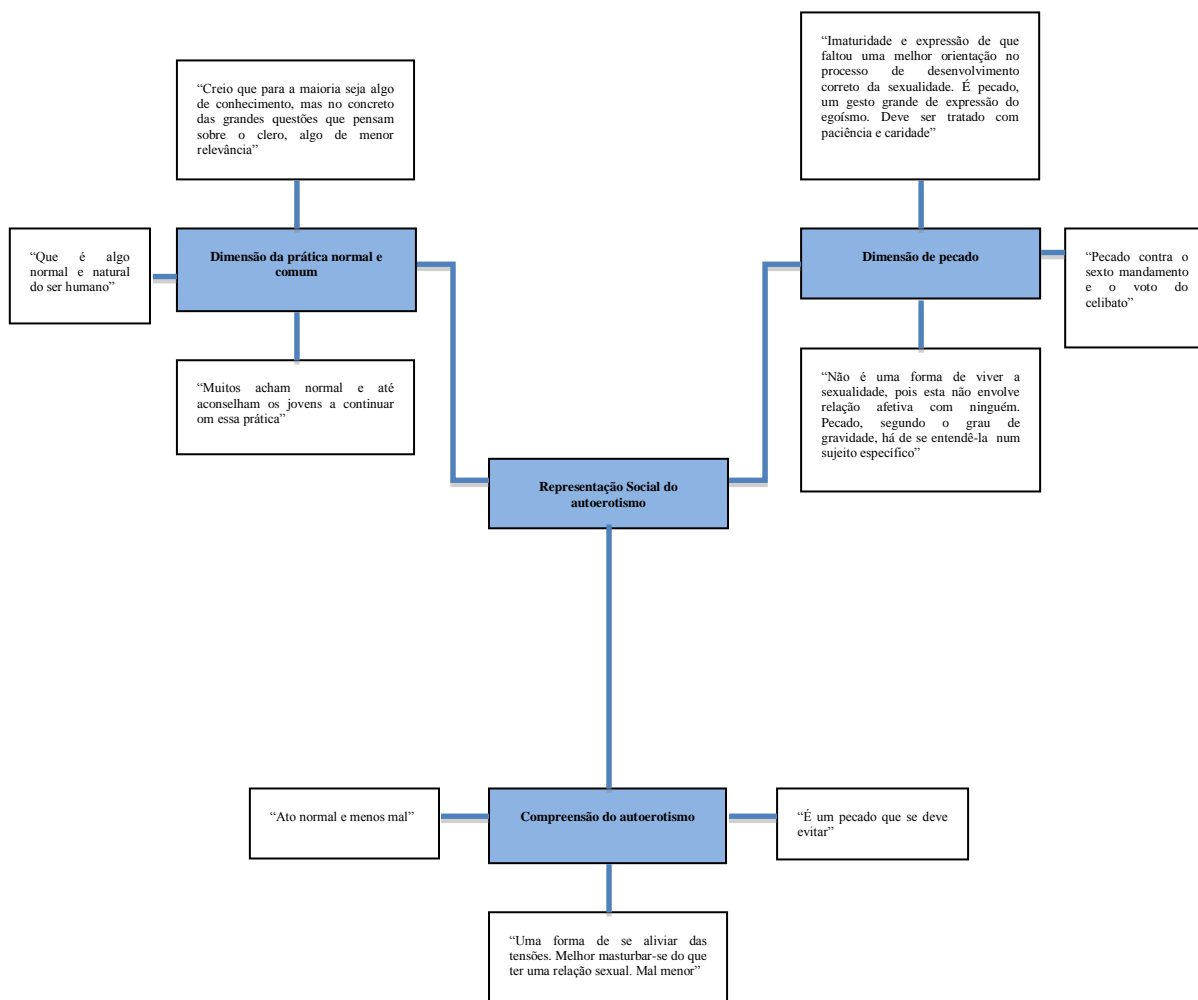 “Imaturidade e expressão de que
faltou uma melhor orientação no
processo de desenvolvimento
correto da sexualidade. É pecado,
um gesto grande de expressão do
egoísmo. Deve ser tratado com
paciência e caridade”
“Creio que para a maioria seja algo
de conhecimento, mas no concreto
das grandes questões que pensam
sobre o clero, algo de menor
relevância”
“Que é algo
normal e natural
do ser humano”
Dimensão da prática normal e
comum
Dimensão de pecado
“Pecado contra o
sexto mandamento
e o voto do
celibato”
“Muitos acham normal e até
aconselham os jovens a continuar
om essa prática”
“Não é uma forma de viver a
sexualidade, pois esta não envolve
relação afetiva com ninguém.
Pecado, segundo o grau de
gravidade, há de se entendê-la num
sujeito específico”
Representação Social do
autoerotismo
“Ato normal e menos mal”
Compreensão do autoerotismo
“É um pecado que se deve
evitar”
“Uma forma de se aliviar das
tensões. Melhor masturbar-se do que
ter uma relação sexual. Mal menor”